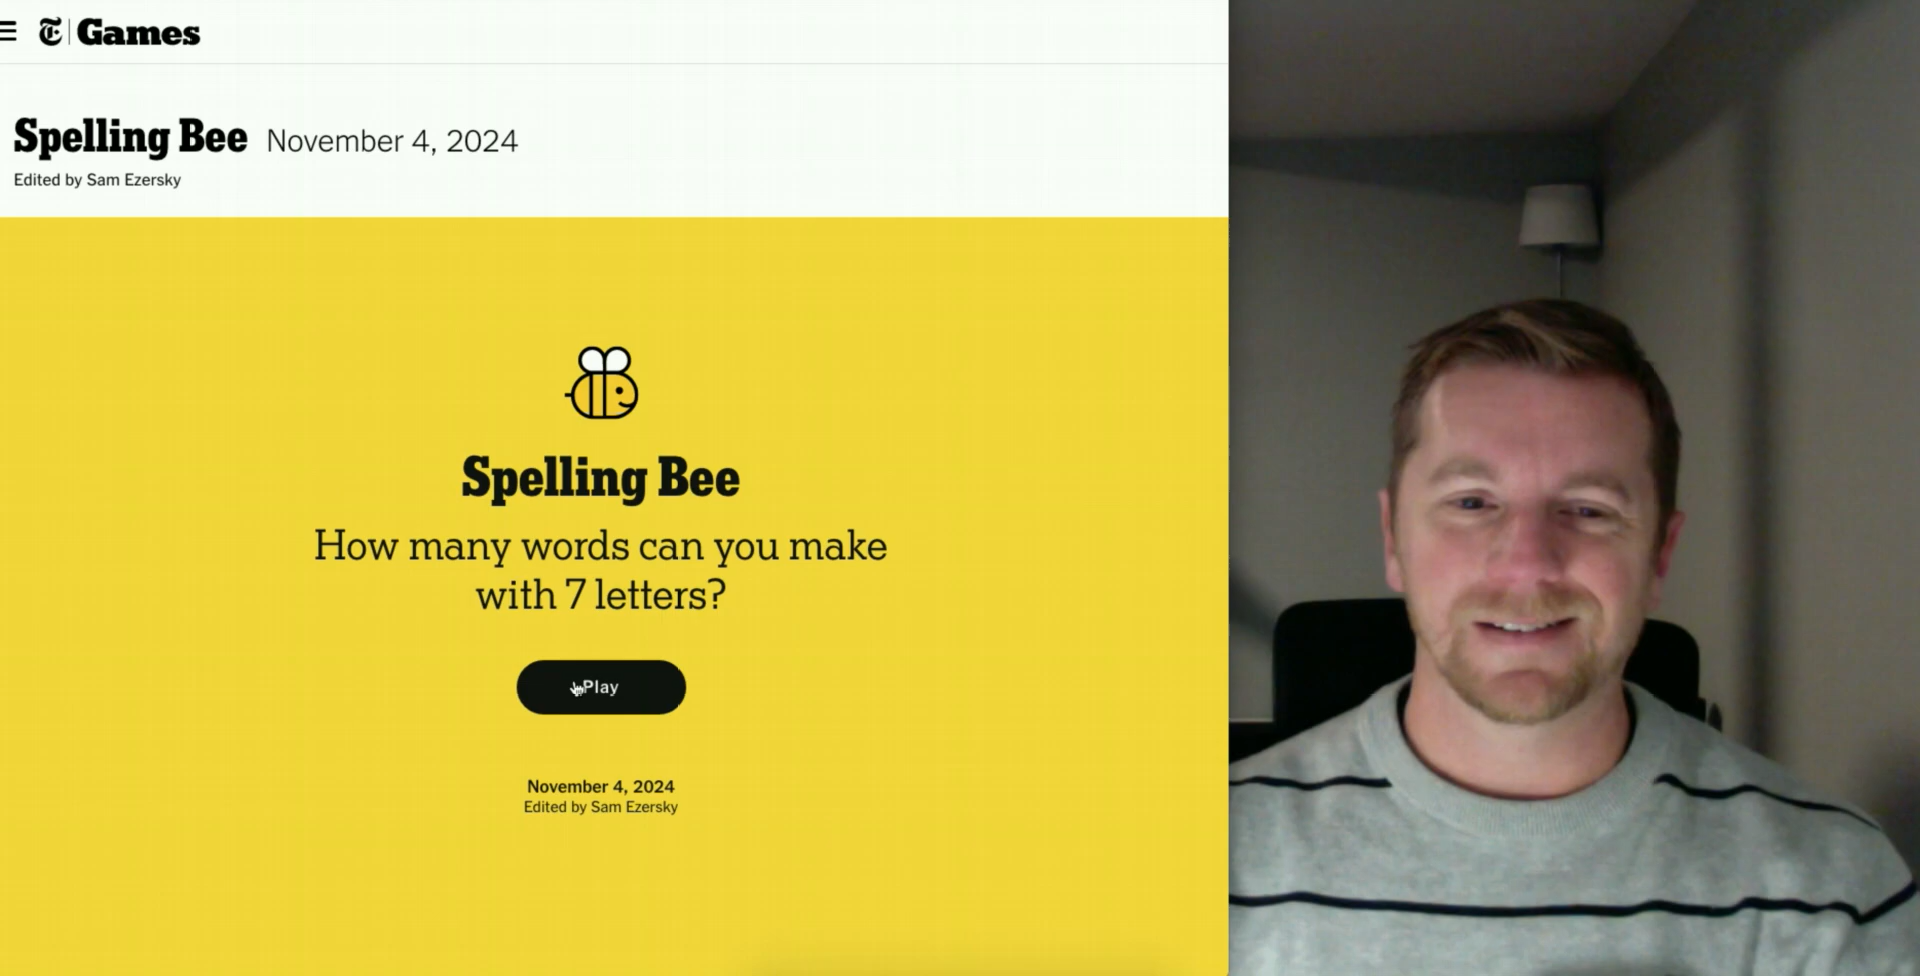 T Games
Spelling Bee November 4, 2024
Edited by Sam Ezersky
Spelling Bee
How many words can you make
with 7 letters?
Play
November 4, 2024
Edited by Sam Ezersky